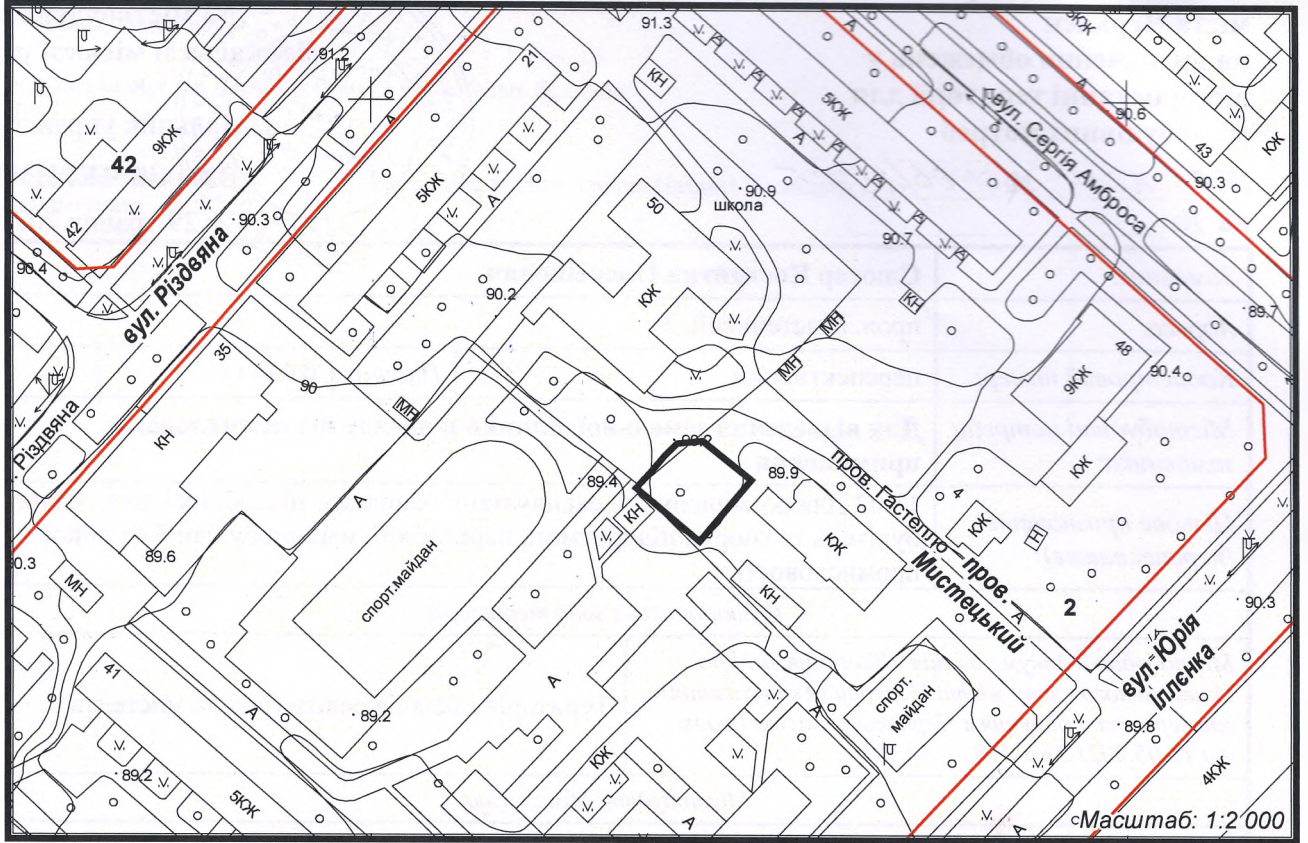 91.3
5КЖ
91.2
21
КН
90.6
9КЖ
42
5КЖ
вул. Сергія Амброса
43
КЖ
90.3
90.9
школа
50
90.3
42
90.4
90.7
вул. Різдвяна
90.2
КЖ
КН
МН
89.7
35
90
МН
48
9КЖ
90.4
КН
МН
Різдвяна
КЖ
89.4
89.9
пров. Гастелло – пров.
Мистецький
4
КЖ
КН
Н
КЖ
90.3
89.6
МН
спорт.майдан
КН
2
90.3
вул. Юрія
Іллєнка
41
спорт.
майдан
89.2
89.8
КЖ
89.2
5КЖ
4КЖ
Масштаб: 1:2 000